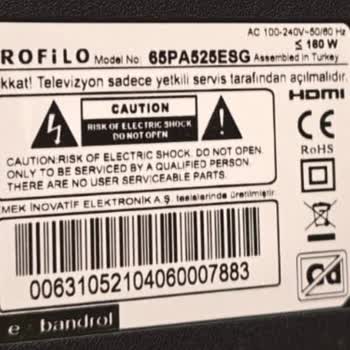 AC 100-240V~50/60 Hz
≤ 180 W
ROFiLO Model No: 65PA525ESG Assembled in Turkey
kkat! Televizyon sadece yetkili servis tarafından açılmalıdır.
HDMI
CAUTION
RISK OF ELECTRIC SHOCK
DO NOT OPEN
CE
RoHS
CAUTION:RISK OF ELECTRIC SHOCK. DO NOT OPEN.
ONLY TO BE SERVICED BY A QUALIFIED PERSON.
THERE ARE NO USER SERVICEABLE PARTS.
MEK İNOVATİF ELEKTRONİK A.Ş. tesislerinde üretilmiştir.
00631052104060007883
e - bandrol